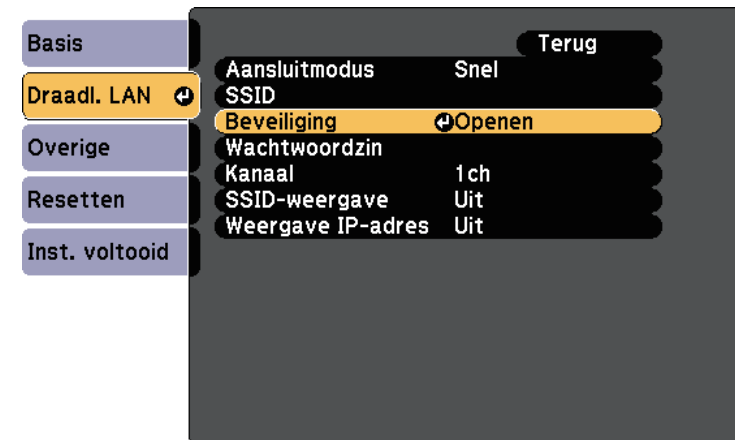 Basis
Draadl. LAN
Overige
Resetten
Inst. voltooid
Terug
Aansluitmodus Snel
SSID
Beveiliging Openen
Wachtwoordzin
Kanaal 1ch
SSID-weergave Uit
Weergave IP-adres Uit